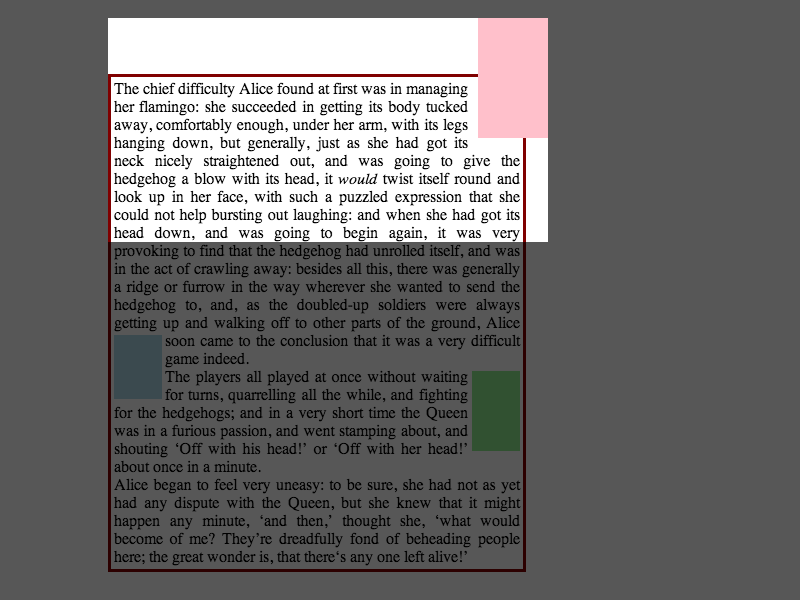 The chief difficulty Alice found at first was in managing
her flamingo: she succeeded in getting its body tucked
away, comfortably enough, under her arm, with its legs
hanging down, but generally, just as she had got its
neck nicely straightened out, and was going to give the
hedgehog a blow with its head, it would twist itself round and
look up in her face, with such a puzzled expression that she
could not help bursting out laughing: and when she had got its
head down, and was going to begin again, it was very
provoking to find that the hedgehog had unrolled itself, and was
in the act of crawling away: besides all this, there was generally
a ridge or furrow in the way wherever she wanted to send the
hedgehog to, and, as the doubled-up soldiers were always
getting up and walking off to other parts of the ground, Alice
soon came to the conclusion that it was a very difficult
game indeed.
The players all played at once without waiting
for turns, quarrelling all the while, and fighting
for the hedgehogs; and in a very short time the Queen
was in a furious passion, and went stamping about, and
shouting ‘Off with his head!’ or ‘Off with her head!’
about once in a minute.
Alice began to feel very uneasy: to be sure, she had not as yet
had any dispute with the Queen, but she knew that it might
happen any minute, ‘and then,’ thought she, ‘what would
become of me? They’re dreadfully fond of beheading people
here; the great wonder is, that there‘s any one left alive!’